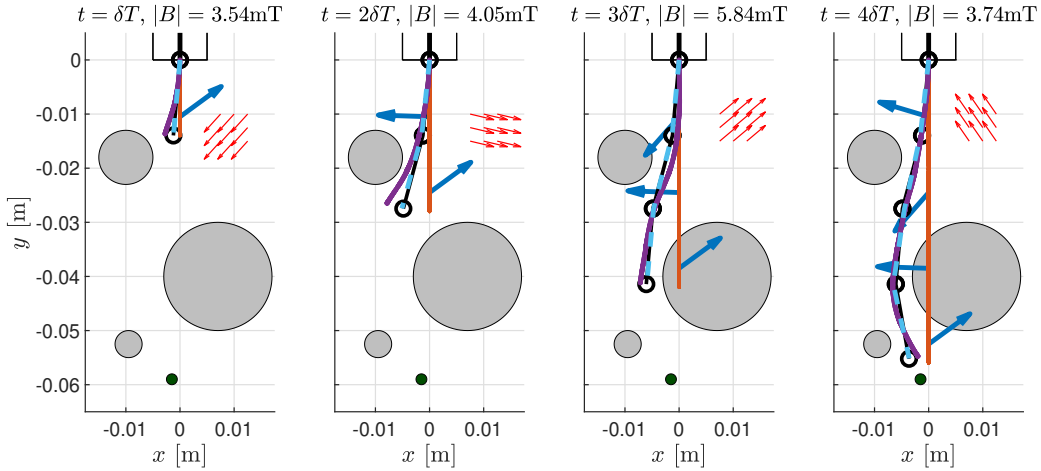 t = δT, |B| = 3.54mT
t = 2δT, |B| = 4.05mT
t = 3δT, |B| = 5.84mT
t = 4δT, |B| = 3.74mT
0
-0.01
-0.02
-0.03
-0.04
-0.05
-0.06
y [m]
-0.01 0 0.01
-0.01 0 0.01
-0.01 0 0.01
-0.01 0 0.01
x [m]
x [m]
x [m]
x [m]